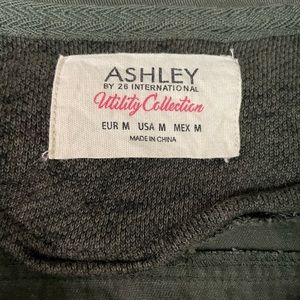 ASHLEY
BY 26 INTERNATIONAL
Utility Collection
EUR M USA M MEX M
MADE IN CHINA